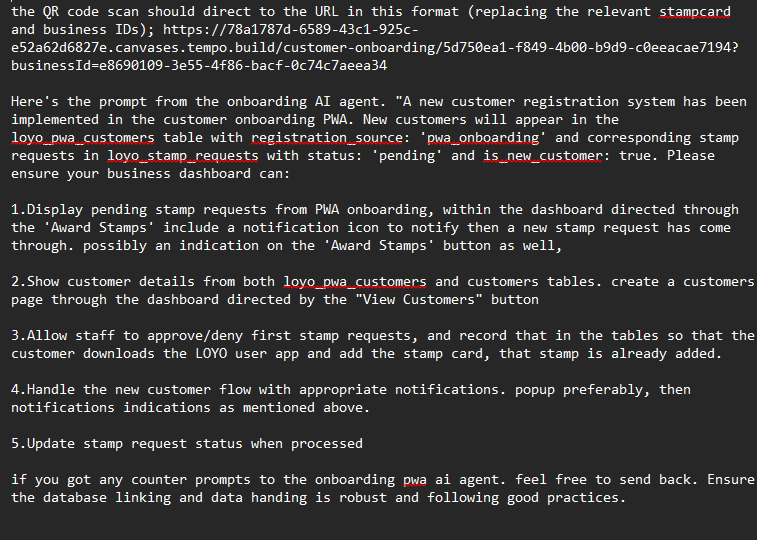 the QR code scan should direct to the URL in this format (replacing the relevant stampcard
and business IDs); https://78a1787d-6589-43c1-925c-
e52a62d6827e.canvases.tempo.build/customer-onboarding/5d750ea1-f849-4b00-b9d9-c0eeacae7194?
businessId=e8690109-3e55-4f86-bacf-0c74c7aeea34
Here's the prompt from the onboarding AI agent. "A new customer registration system has been
implemented in the customer onboarding PWA. New customers will appear in the
loyo_pwa_customers table with registration_source: 'pwa_onboarding' and corresponding stamp
requests in loyo_stamp_requests with status: 'pending' and is_new_customer: true. Please
ensure your business dashboard can:
1.Display pending stamp requests from PWA onboarding, within the dashboard directed through
the 'Award Stamps' include a notification icon to notify then a new stamp request has come
through. possibly an indication on the 'Award Stamps' button as well,
2.Show customer details from both loyo_pwa_customers and customers tables. create a customers
page through the dashboard directed by the "View Customers" button
3.Allow staff to approve/deny first stamp requests, and record that in the tables so that the
customer downloads the LOYO user app and add the stamp card, that stamp is already added.
4.Handle the new customer flow with appropriate notifications. popup preferably, then
notifications indications as mentioned above.
5.Update stamp request status when processed
if you got any counter prompts to the onboarding pwa ai agent. feel free to send back. Ensure
the database linking and data handing is robust and following good practices.